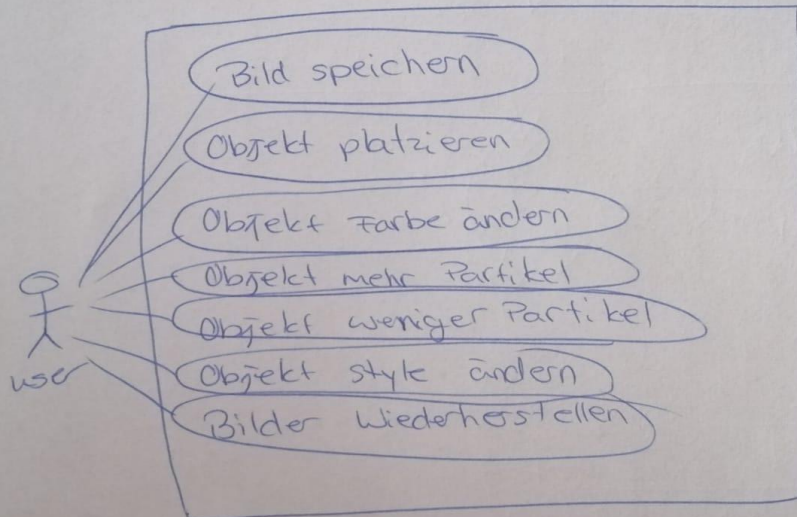 Bild speichern
Objekt platzieren
Objekt Farbe ändern
Objekt mehr Partikel
Objekt weniger Partikel
Objekt style ändern
user
Bilder Wiederherstellen